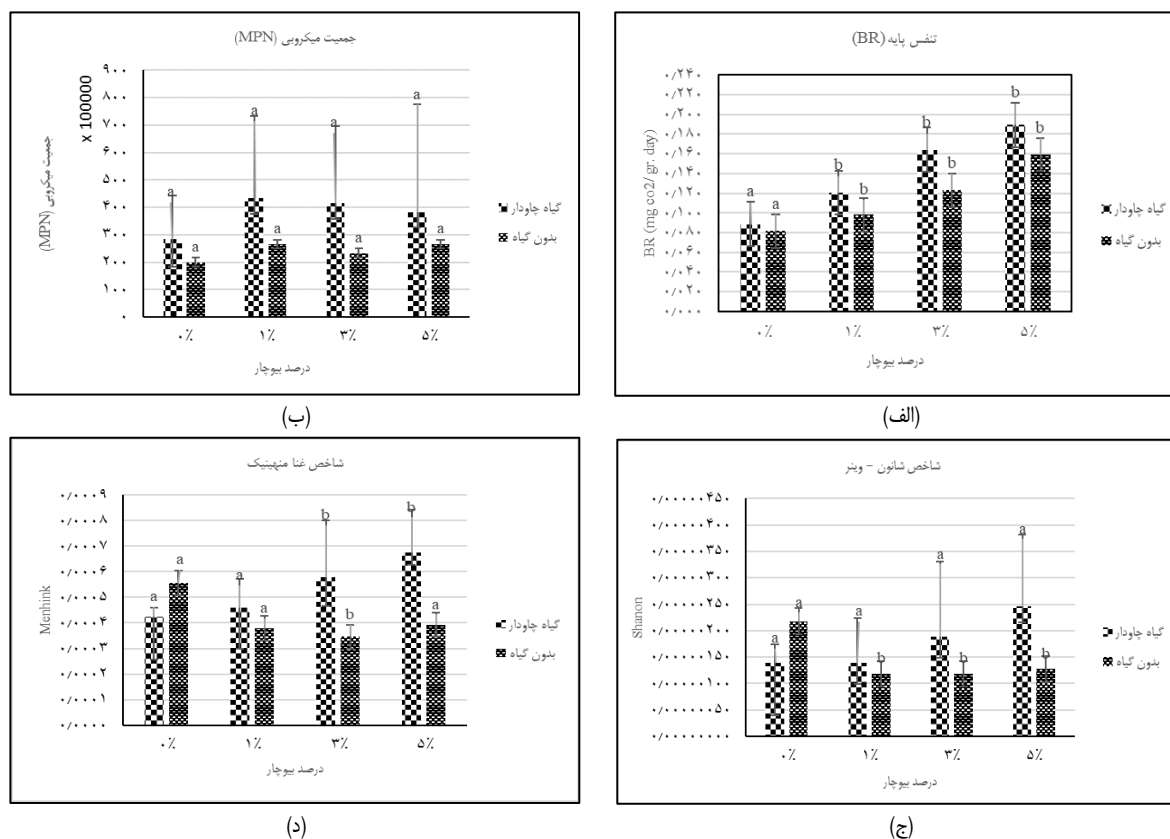 تنفس پایه (BR)
۰/۲۴۰
۰/۲۲۰
۰/۲۰۰
۰/۱۸۰
۰/۱۶۰
۰/۱۴۰
۰/۱۲۰
۰/۱۰۰
۰/۰۸۰
۰/۰۶۰
۰/۰۴۰
۰/۰۲۰
۰/۰۰۰
BR (mg co2/ gr. day)
a a b b b b b b
۰٪ ۱٪ ۳٪ ۵٪
درصد بیوچار
گیاه چاودار
بدون گیاه
(الف)
جمعیت میکروبی (MPN)
۹۰۰
۸۰۰
۷۰۰
۶۰۰
۵۰۰
۴۰۰
۳۰۰
۲۰۰
۱۰۰
۰
جمعیت میکروبی (MPN)
x 100000
a a a a a a a a
۰٪ ۱٪ ۳٪ ۵٪
درصد بیوچار
گیاه چاودار
بدون گیاه
(ب)
شاخص شانون - وینر
۰/۰۰۰۰۰۴۵۰
۰/۰۰۰۰۰۴۰۰
۰/۰۰۰۰۰۳۵۰
۰/۰۰۰۰۰۳۰۰
۰/۰۰۰۰۰۲۵۰
۰/۰۰۰۰۰۲۰۰
۰/۰۰۰۰۰۱۵۰
۰/۰۰۰۰۰۱۰۰
۰/۰۰۰۰۰۰۵۰
۰/۰۰۰۰۰۰۰۰
Shanon
a a a b a b a b
۰٪ ۱٪ ۳٪ ۵٪
درصد بیوچار
گیاه چاودار
بدون گیاه
(ج)
شاخص غنا منهینیک
۰/۰۰۰۹
۰/۰۰۰۸
۰/۰۰۰۷
۰/۰۰۰۶
۰/۰۰۰۵
۰/۰۰۰۴
۰/۰۰۰۳
۰/۰۰۰۲
۰/۰۰۰۱
۰/۰۰۰۰
Menhink
a a a a b b b a
۰٪ ۱٪ ۳٪ ۵٪
درصد بیوچار
گیاه چاودار
بدون گیاه
(د)